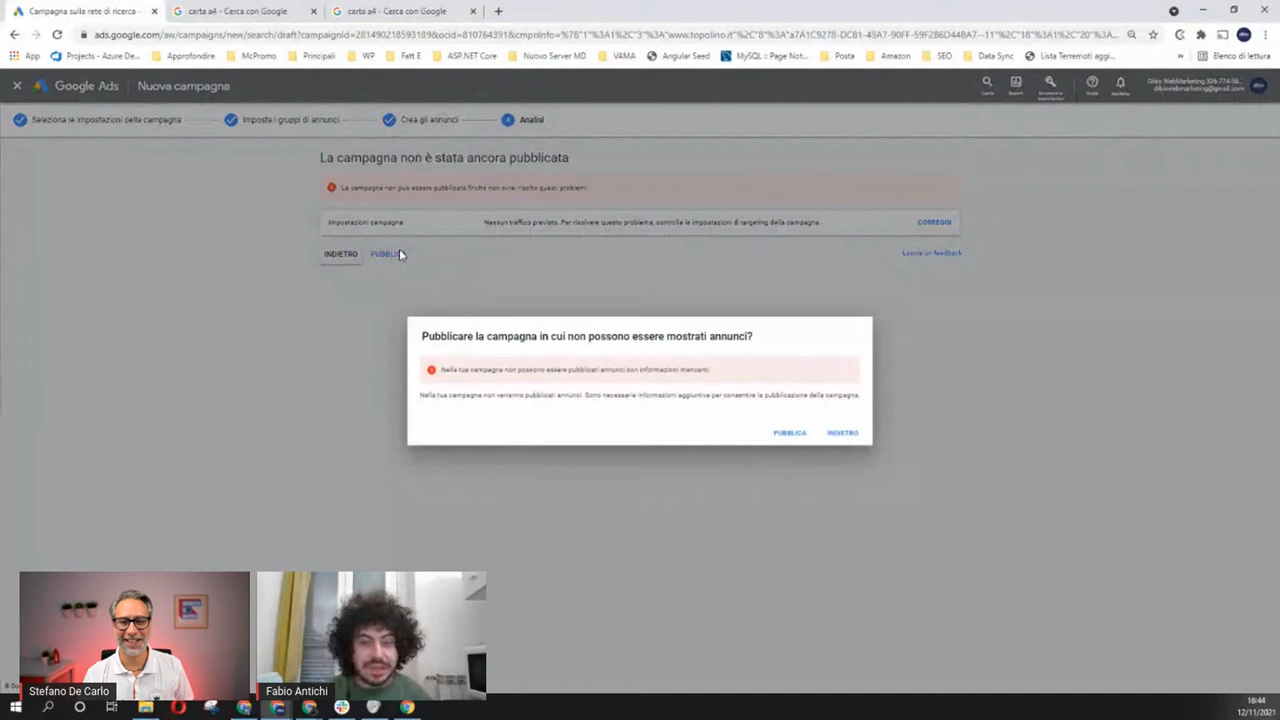 Campagna sulla rete di ricerca -
carta a4 - Cerca con Google
carta a4 - Cerca con Google
App
Projects - Azure De...
Approfondire
McPromo
Principali
WP
Fatt E
ASP.NET Core
Nuovo Server MD
VAMA
Angular Seed
MySQL :: Page Not...
Posta
Amazon
SEO
Data Sync
Lista Terremoti aggi...
»
Elenco di lettura
Google Ads
Nuova campagna
Seleziona le impostazioni della campagna
Imposta i gruppi di annunci
Crea gli annunci
Analisi
La campagna non è stata ancora pubblicata
La campagna non può essere pubblicata finché non avrai risolto questi problemi
Impostazioni campagna
Nessun traffico previsto. Per risolvere questo problema, controlla le impostazioni di targeting della campagna.
CORREGGI
INDIETRO
Lascia un feedback
Pubblicare la campagna in cui non possono essere mostrati annunci?
Nella tua campagna non possono essere pubblicati annunci con informazioni mancanti.
Nella tua campagna non verranno pubblicati annunci. Sono necessarie informazioni aggiuntive per consentire la pubblicazione della campagna.
PUBBLICA
INDIETRO
Stefano De Carlo
Fabio Antichi
16:44
12/11/2021